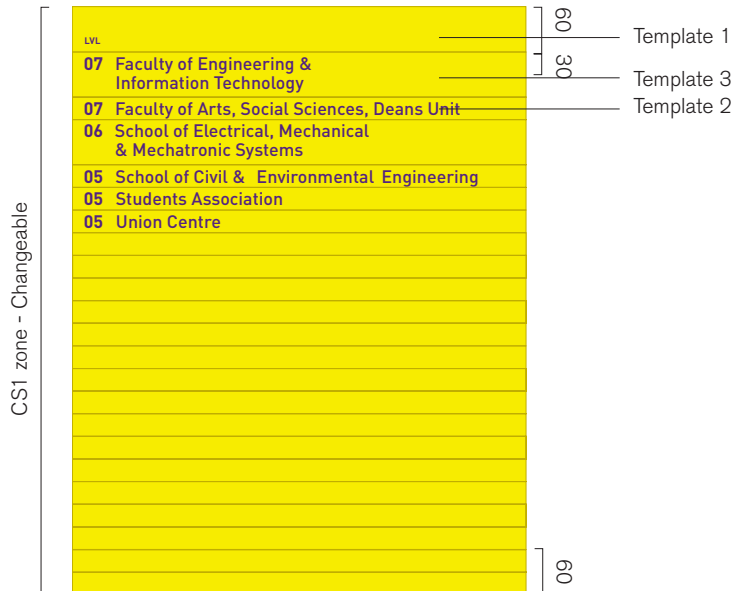 60
Template 1
LVL
30
07 Faculty of Engineering &
Information Technology
Template 3
07 Faculty of Arts, Social Sciences, Deans Unit
Template 2
06 School of Electrical, Mechanical
& Mechatronic Systems
05 School of Civil & Environmental Engineering
05 Students Association
05 Union Centre
CS1 zone - Changeable
60